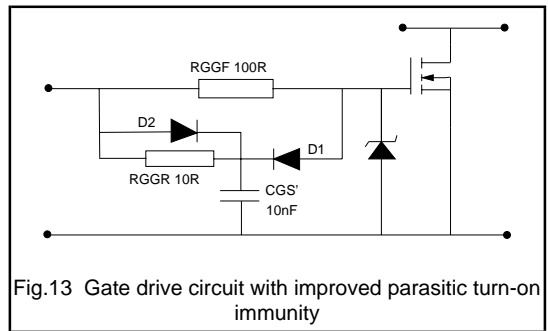 RGGF 100R
D2
D1
RGGR 10R
CGS'
10nF
Fig.13 Gate drive circuit with improved parasitic turn-on
immunity